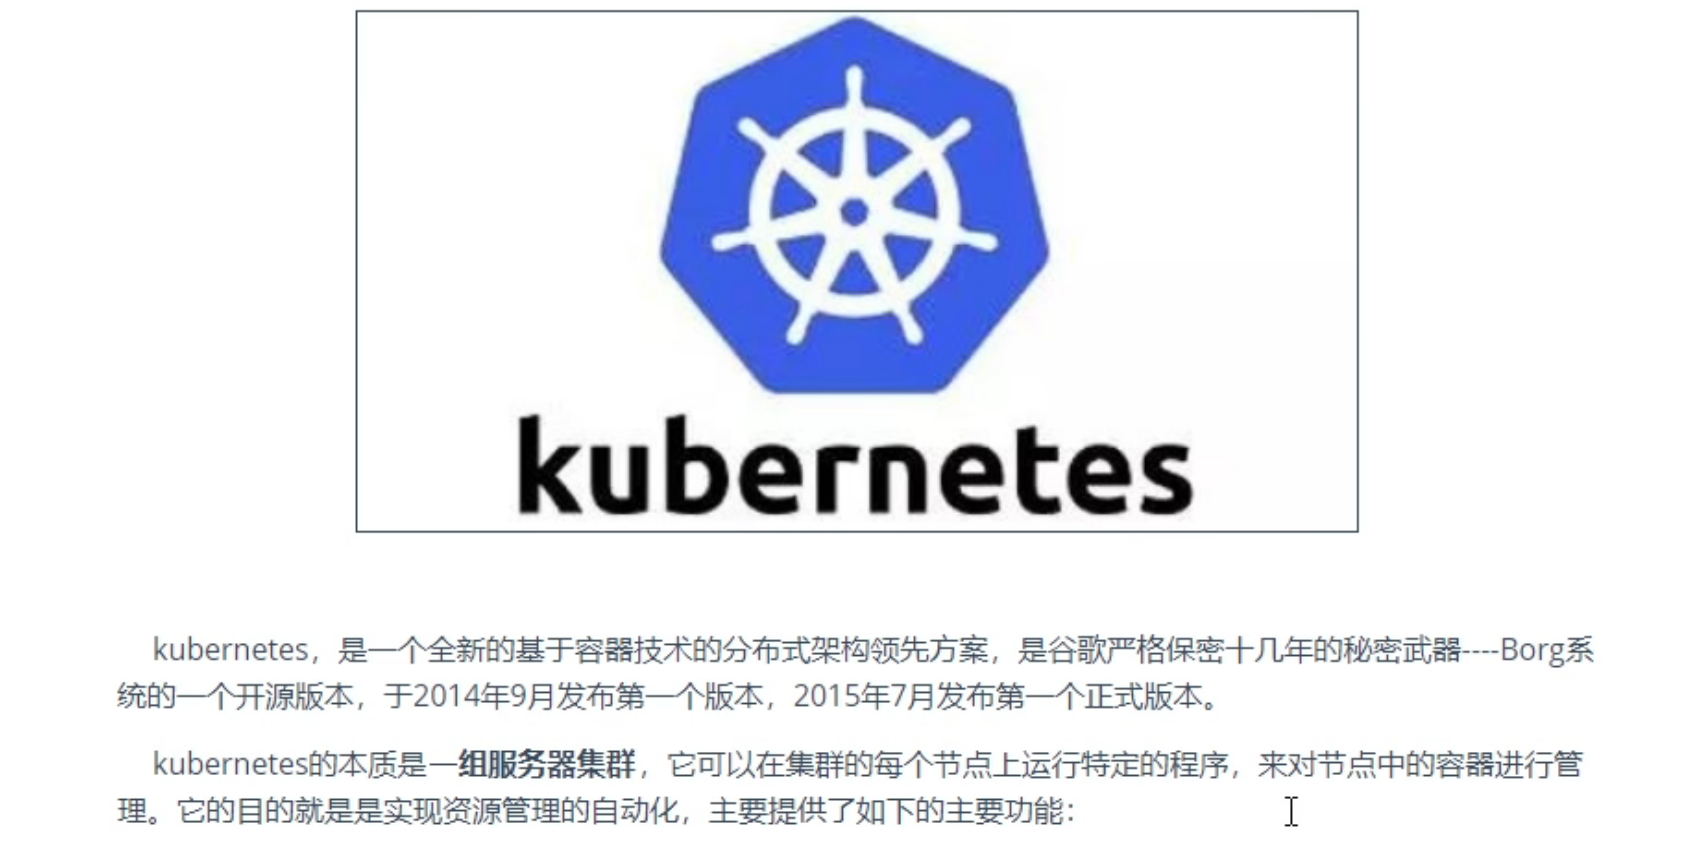 kubernetes
kubernetes，是一个全新的基于容器技术的分布式架构领先方案，是谷歌严格保密十几年的秘密武器----Borg系
统的一个开源版本，于2014年9月发布第一个版本，2015年7月发布第一个正式版本。
kubernetes的本质是一组服务器集群，它可以在集群的每个节点上运行特定的程序，来对节点中的容器进行管
理。它的目的就是是实现资源管理的自动化，主要提供了如下的主要功能：